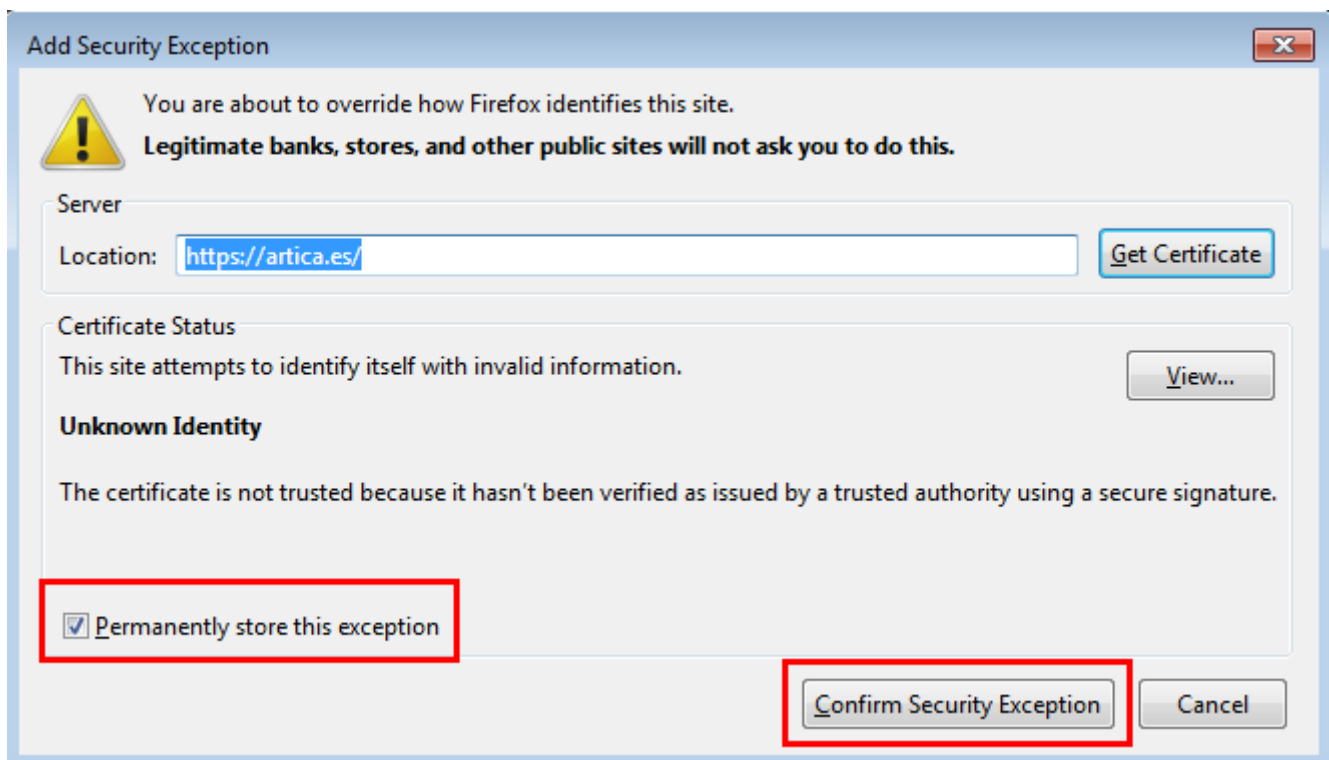 Add Security Exception
You are about to override how Firefox identifies this site.
Legitimate banks, stores, and other public sites will not ask you to do this.
Server
Location: https://artica.es/ Get Certificate
Certificate Status
This site attempts to identify itself with invalid information.
View...
Unknown Identity
The certificate is not trusted because it hasn't been verified as issued by a trusted authority using a secure signature.
Permanently store this exception
Confirm Security Exception Cancel